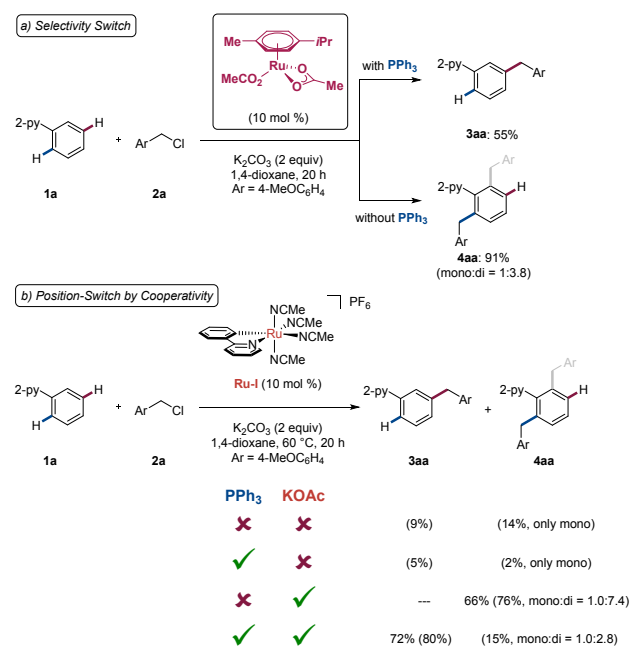 a) Selectivity Switch
Me
iPr
Ru
MeCO2
O
O
Me
(10 mol %)
2-py
H
H
1a
+
Ar
Cl
2a
K2CO3 (2 equiv)
1,4-dioxane, 20 h
Ar = 4-MeOC6H4
with PPh3
2-py
Ar
H
3aa: 55%
without PPh3
Ar
2-py
H
Ar
4aa: 91%
(mono:di = 1:3.8)
b) Position-Switch by Cooperativity
PF6
NCMe
NCMe
Ru
NCMe
N
NCMe
Ru-I (10 mol %)
2-py
H
H
1a
+
Ar
Cl
2a
K2CO3 (2 equiv)
1,4-dioxane, 60 °C, 20 h
Ar = 4-MeOC6H4
2-py
Ar
H
3aa
+
Ar
2-py
H
Ar
4aa
PPh3 KOAc
✘ ✘ (9%) (14%, only mono)
✓ ✘ (5%) (2%, only mono)
✘ ✓ --- 66% (76%, mono:di = 1.0:7.4)
✓ ✓ 72% (80%) (15%, mono:di = 1.0:2.8)